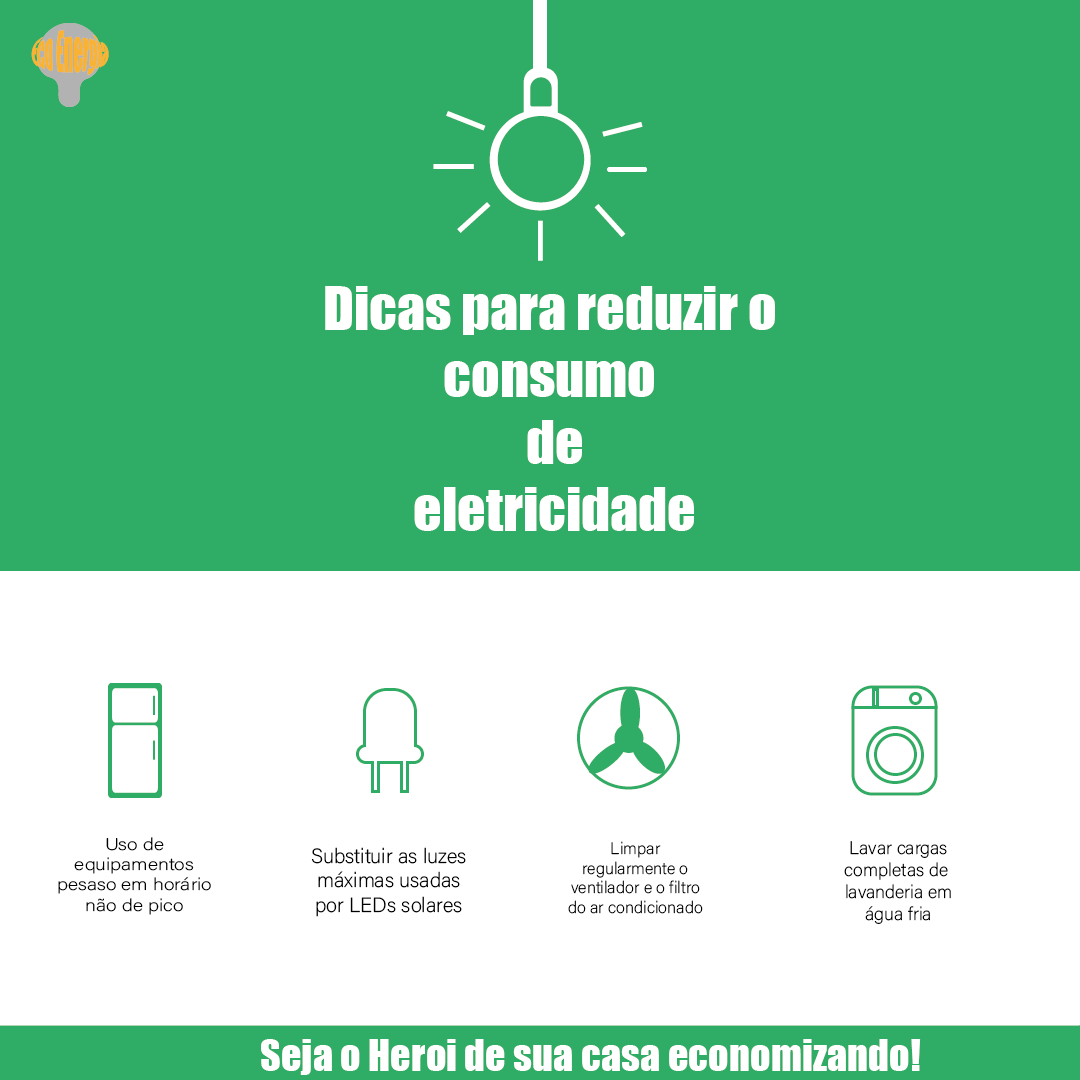 Eco Energia
Dicas para reduzir o
consumo
de
eletricidade
Uso de
equipamentos
pesaso em horário
não de pico
Substituir as luzes
máximas usadas
por LEDs solares
Limpar
regularmente o
ventilador e o filtro
do ar condicionado
Lavar cargas
completas de
lavanderia em
água fria
Seja o Heroi de sua casa economizando!